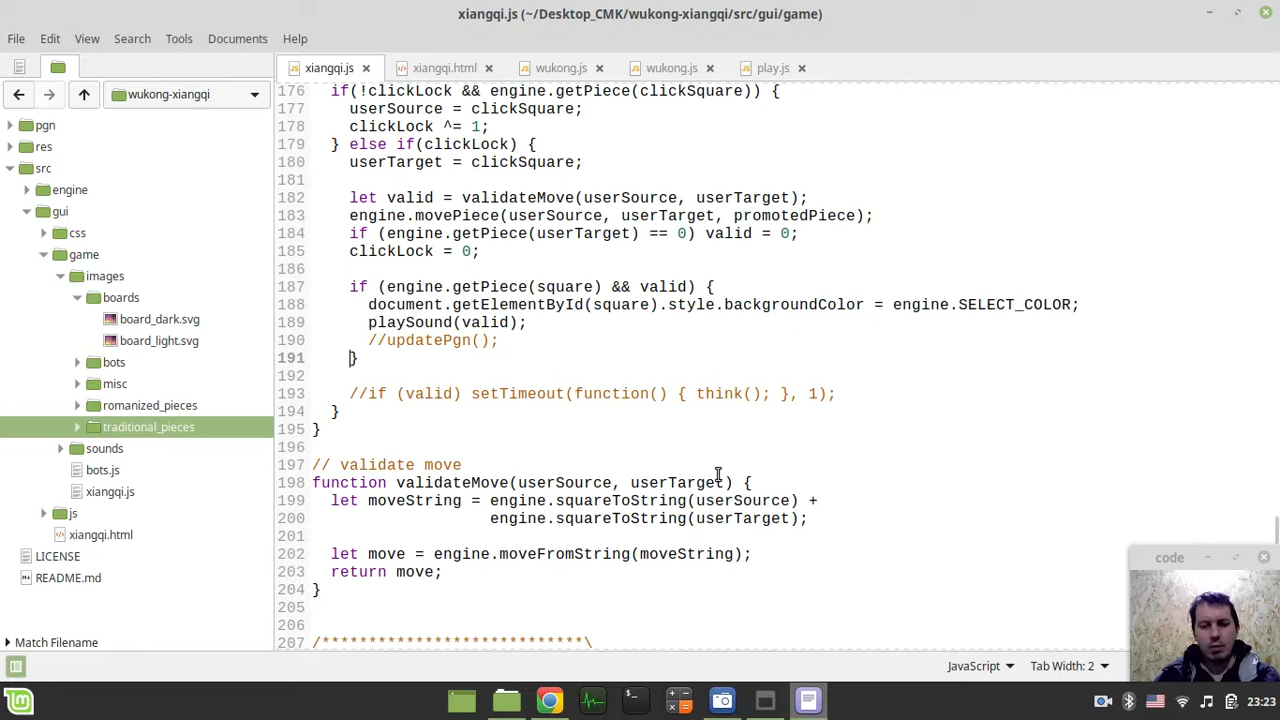 xiangqi.js (~/Desktop_CMK/wukong-xiangqi/src/gui/game)
File Edit View Search Tools Documents Help
xiangqi.js xiangqi.html wukong.js wukong.js play.js
wukong-xiangqi
pgn
res
src
engine
gui
css
game
images
boards
board_dark.svg
board_light.svg
bots
misc
romanized_pieces
traditional_pieces
sounds
bots.js
xiangqi.js
js
xiangqi.html
LICENSE
README.md
Match Filename
176 if(!clickLock && engine.getPiece(clickSquare)) {
177 userSource = clickSquare;
178 clickLock ^= 1;
179 } else if(clickLock) {
180 userTarget = clickSquare;
181
182 let valid = validateMove(userSource, userTarget);
183 engine.movePiece(userSource, userTarget, promotedPiece);
184 if (engine.getPiece(userTarget) == 0) valid = 0;
185 clickLock = 0;
186
187 if (engine.getPiece(square) && valid) {
188 document.getElementById(square).style.backgroundColor = engine.SELECT_COLOR;
189 playSound(valid);
190 //updatePgn();
191 }
192
193 //if (valid) setTimeout(function() { think(); }, 1);
194 }
195 }
196
197 // validate move
198 function validateMove(userSource, userTarget) {
199 let moveString = engine.squareToString(userSource) +
200 engine.squareToString(userTarget);
201
202 let move = engine.moveFromString(moveString);
203 return move;
204 }
205
206
207 /****************************\
code
JavaScript Tab Width: 2
23:23